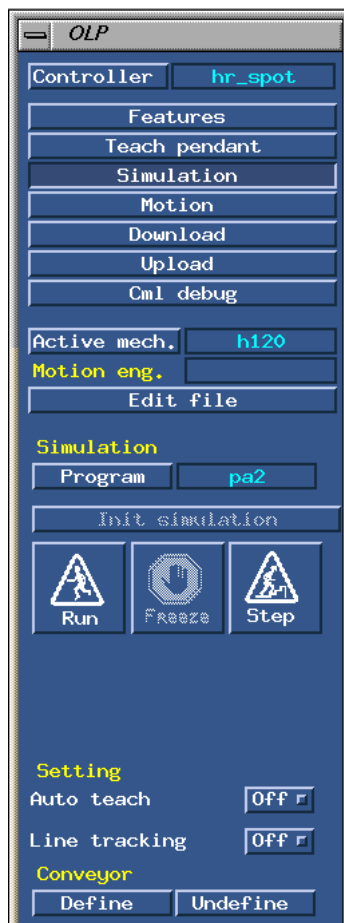 OLP
Controller hr_spot
Features
Teach pendant
Simulation
Motion
Download
Upload
Cml debug
Active mech. h120
Motion eng.
Edit file
Simulation
Program pa2
Init simulation
Run Freeze Step
Setting
Auto teach Off
Line tracking Off
Conveyor
Define Undefine